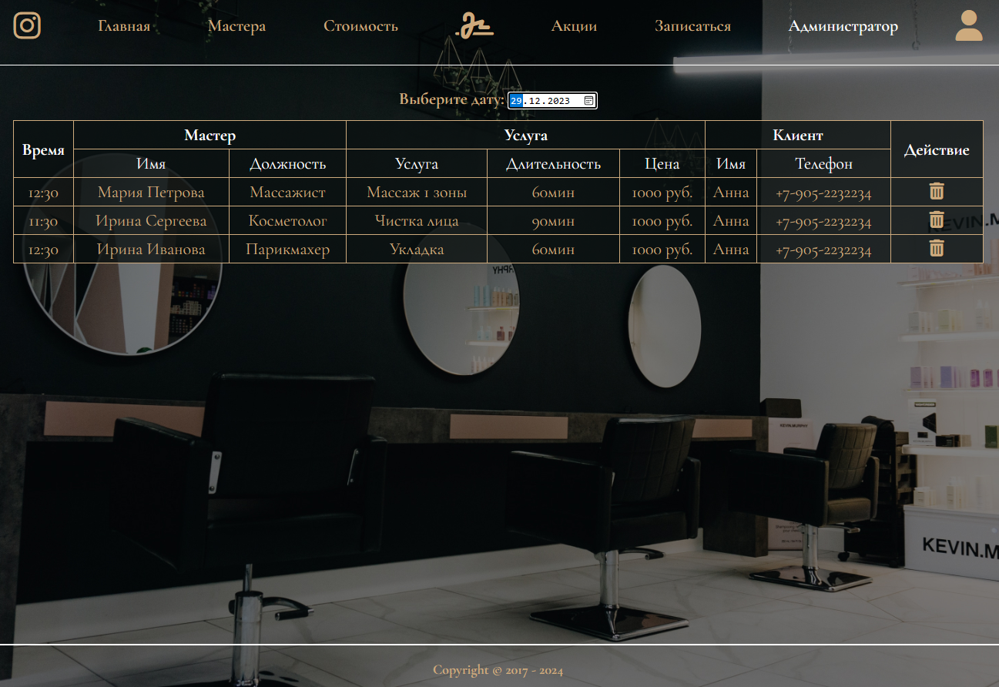 Главная Мастера Стоимость Акции Записаться Администратор
Выберите дату: 29.12.2023
Время Мастер Услуга Клиент Действие
Имя Должность Услуга Длительность Цена Имя Телефон
12:30 Мария Петрова Массажист Массаж 1 зоны 60мин 1000 руб. Анна +7-905-2232234
11:30 Ирина Сергеева Косметолог Чистка лица 90мин 1000 руб. Анна +7-905-2232234
12:30 Ирина Иванова Парикмахер Укладка 60мин 1000 руб. Анна +7-905-2232234
KEVIN.M
KEVIN.MURPHY
KEVIN.M
Copyright © 2017 - 2024